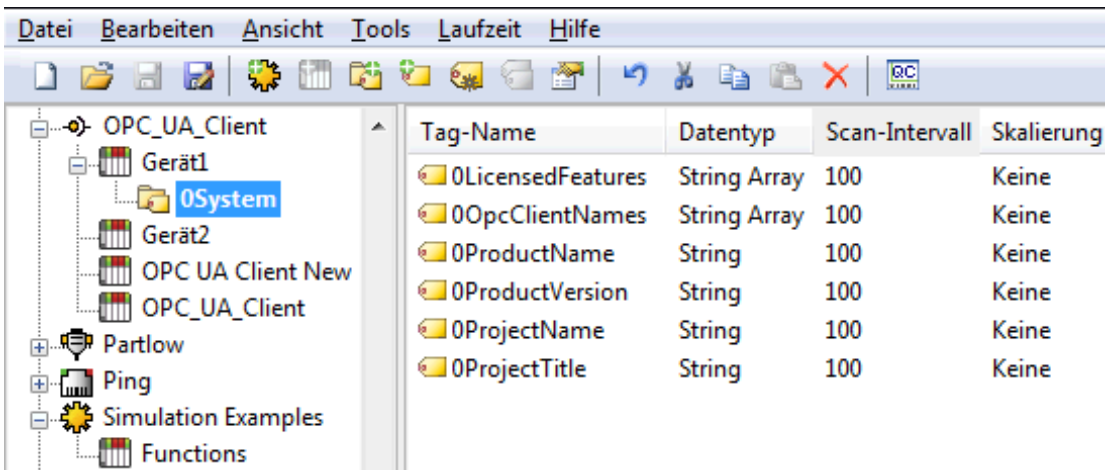 Datei Bearbeiten Ansicht Tools Laufzeit Hilfe
QC
OPC_UA_Client
Gerät1
0System
Gerät2
OPC UA Client New
OPC_UA_Client
Partlow
Ping
Simulation Examples
Functions
Tag-Name Datentyp Scan-Intervall Skalierung
0LicensedFeatures String Array 100 Keine
0OpcClientNames String Array 100 Keine
0ProductName String 100 Keine
0ProductVersion String 100 Keine
0ProjectName String 100 Keine
0ProjectTitle String 100 Keine